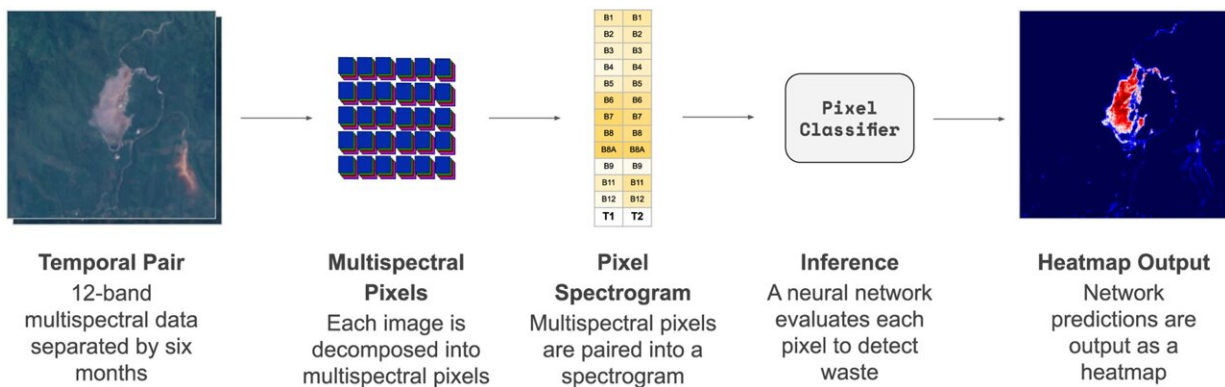 B1 B1
B2 B2
B3 B3
B4 B4
B5 B5
B6 B6
B7 B7
B8 B8
B8A B8A
B9 B9
B11 B11
B12 B12
T1 T2
Pixel
Classifier
Temporal Pair
12-band
multispectral data
separated by six
months
Multispectral
Pixels
Each image is
decomposed into
multispectral pixels
Pixel
Spectrogram
Multispectral pixels
are paired into a
spectrogram
Inference
A neural network
evaluates each
pixel to detect
waste
Heatmap Output
Network
predictions are
output as a
heatmap